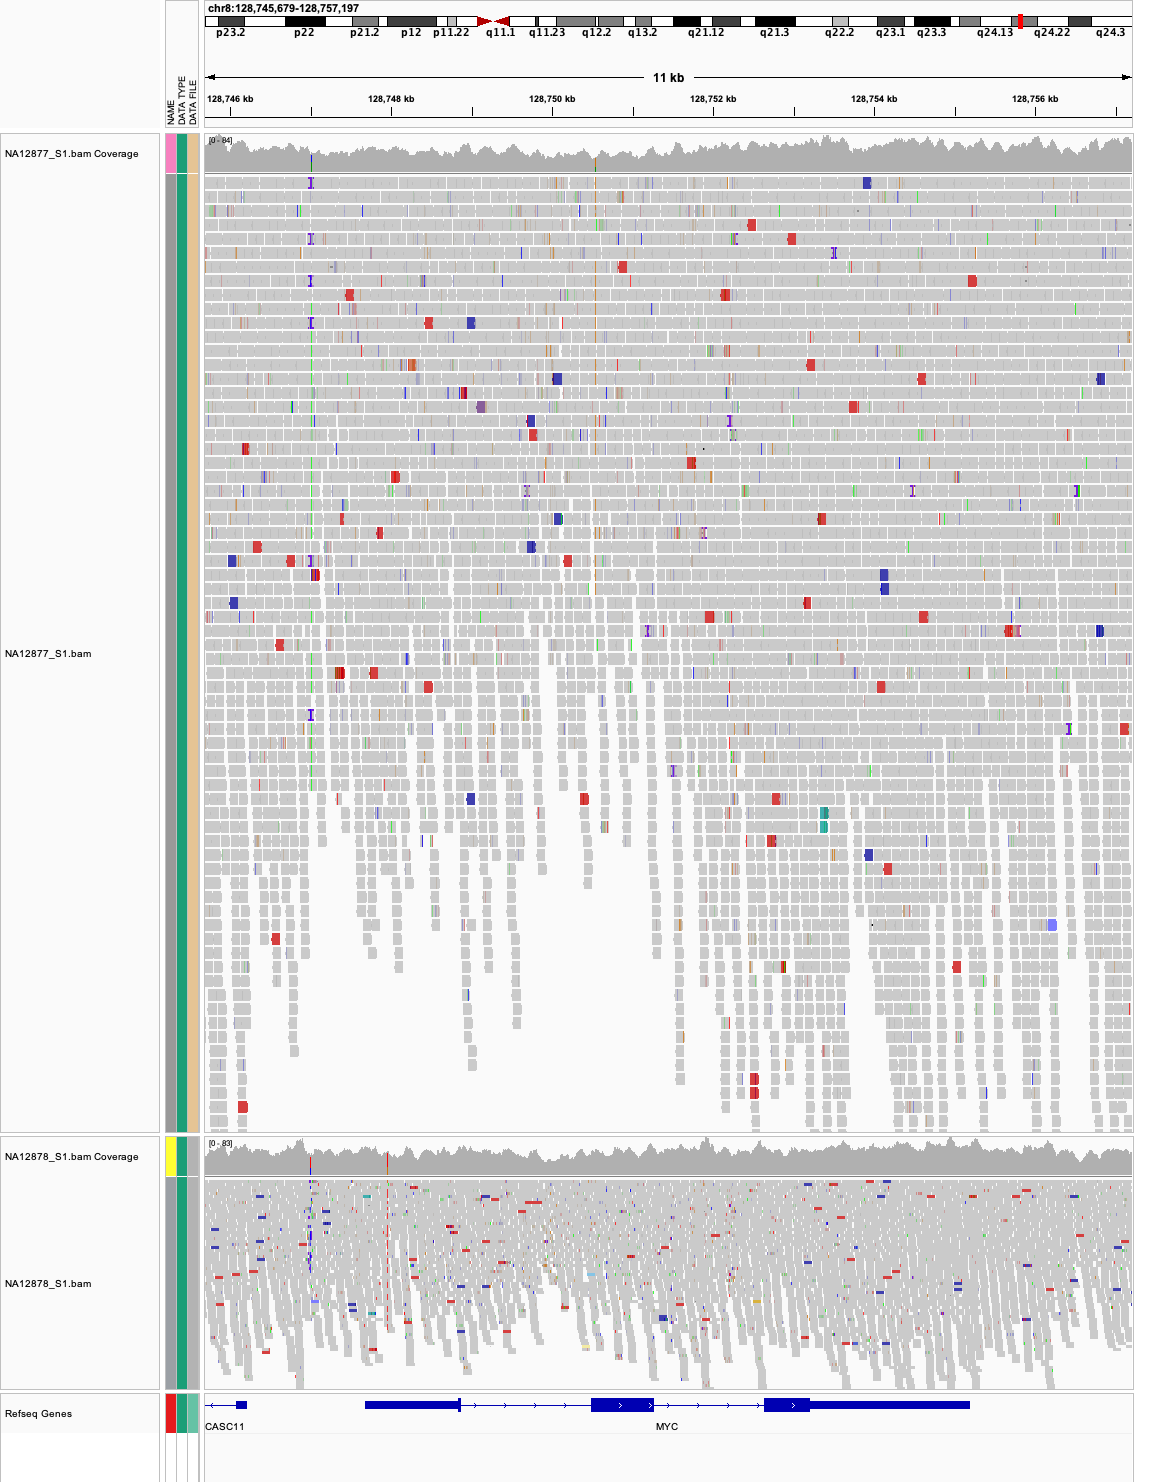 chr8:128,745,679-128,757,197
p23.2 p22 p21.2 p12 p11.22 q11.1 q11.23 q12.2 q13.2 q21.12 q21.3 q22.2 q23.1 q23.3 q24.13 q24.22 q24.3
11 kb
128,746 kb 128,748 kb 128,750 kb 128,752 kb 128,754 kb 128,756 kb
NAME
DATA TYPE
DATA FILE
NA12877_S1.bam Coverage
[0 - 84]
NA12877_S1.bam
NA12878_S1.bam Coverage
[0 - 83]
NA12878_S1.bam
Refseq Genes
CASC11 MYC